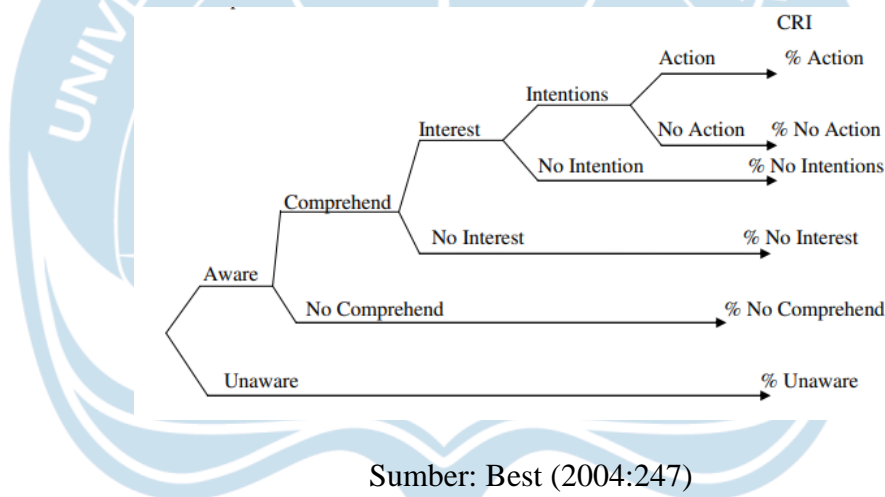 CRI
Action % Action
Intentions
Interest No Action % No Action
No Intention % No Intentions
Comprehend
No Interest % No Interest
Aware
No Comprehend % No Comprehend
Unaware % Unaware
Sumber: Best (2004:247)
UNIV